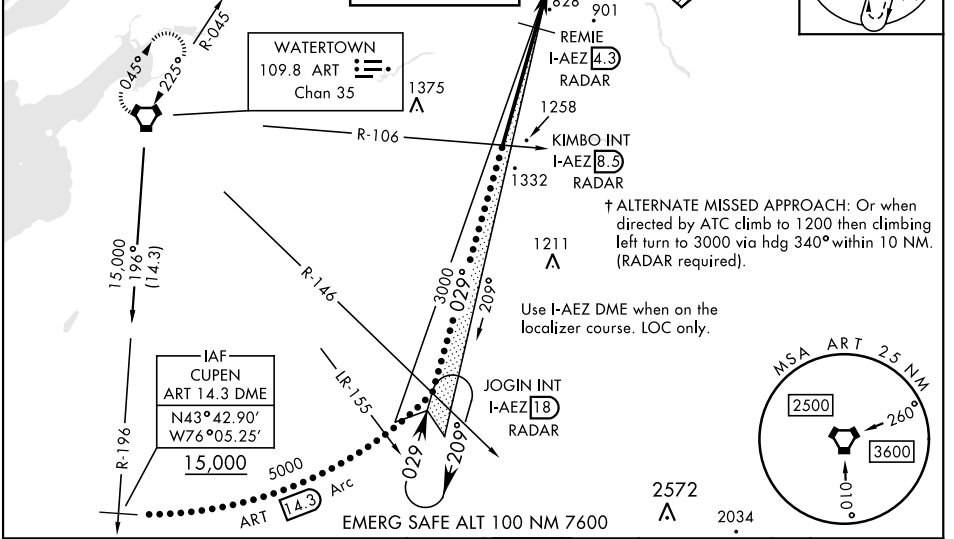 828
901
R-045
045°
225°
WATERTOWN
109.8 ART
Chan 35
1375
REMIE
I-AEZ 4.3
RADAR
1258
R-106
KIMBO INT
I-AEZ 8.5
RADAR
1332
† ALTERNATE MISSED APPROACH: Or when
directed by ATC climb to 1200 then climbing
left turn to 3000 via hdg 340° within 10 NM.
(RADAR required).
1211
15,000
196°
(14.3)
R-146
3000
029°
209°
Use I-AEZ DME when on the
localizer course. LOC only.
IAF
CUPEN
ART 14.3 DME
N43°42.90'
W76°05.25'
15,000
R-196
LR-155
JOGIN INT
I-AEZ 18
RADAR
029
209°
5000
ART 14.3 Arc
EMERG SAFE ALT 100 NM 7600
2572
2034
MSA ART 25 NM
2500
260°
3600
010°